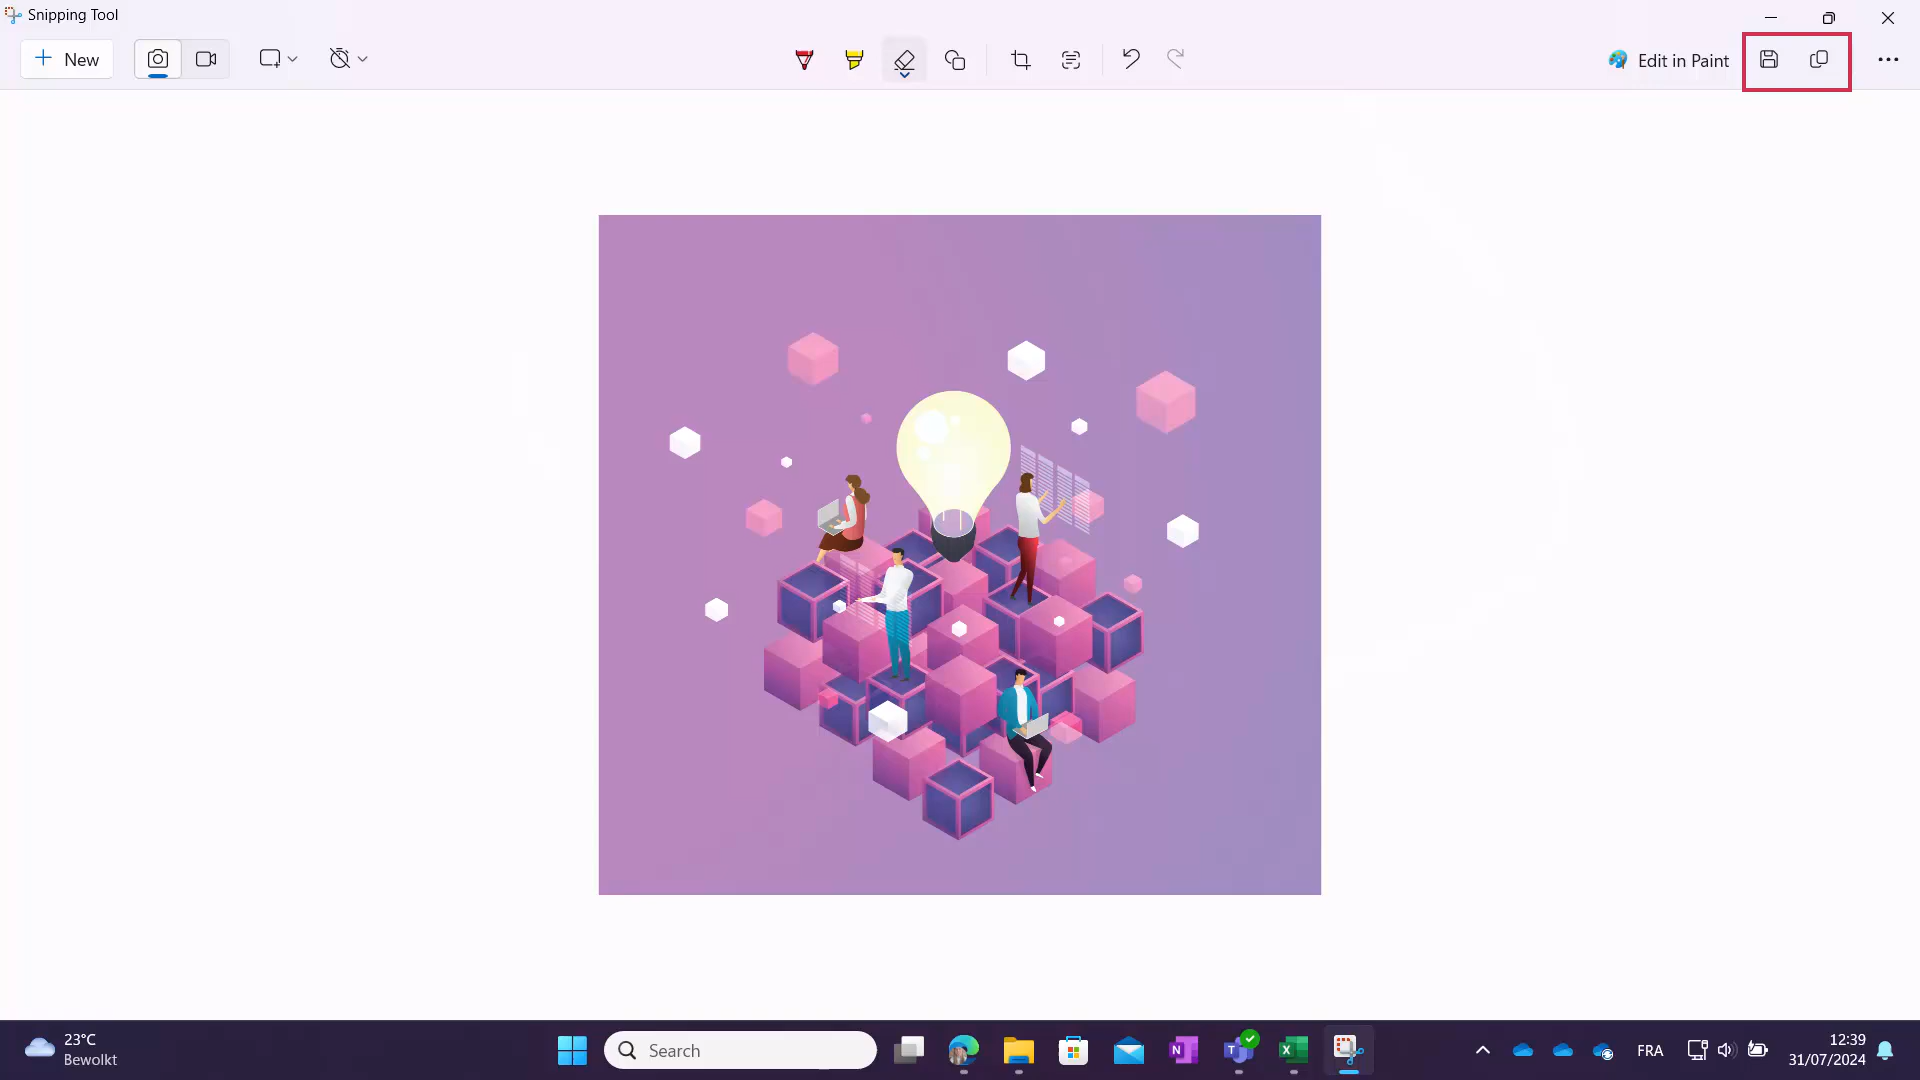 Snipping Tool
New
Edit in Paint
23°C
Bewolkt
Search
N
T
X
FRA
12:39
31/07/2024